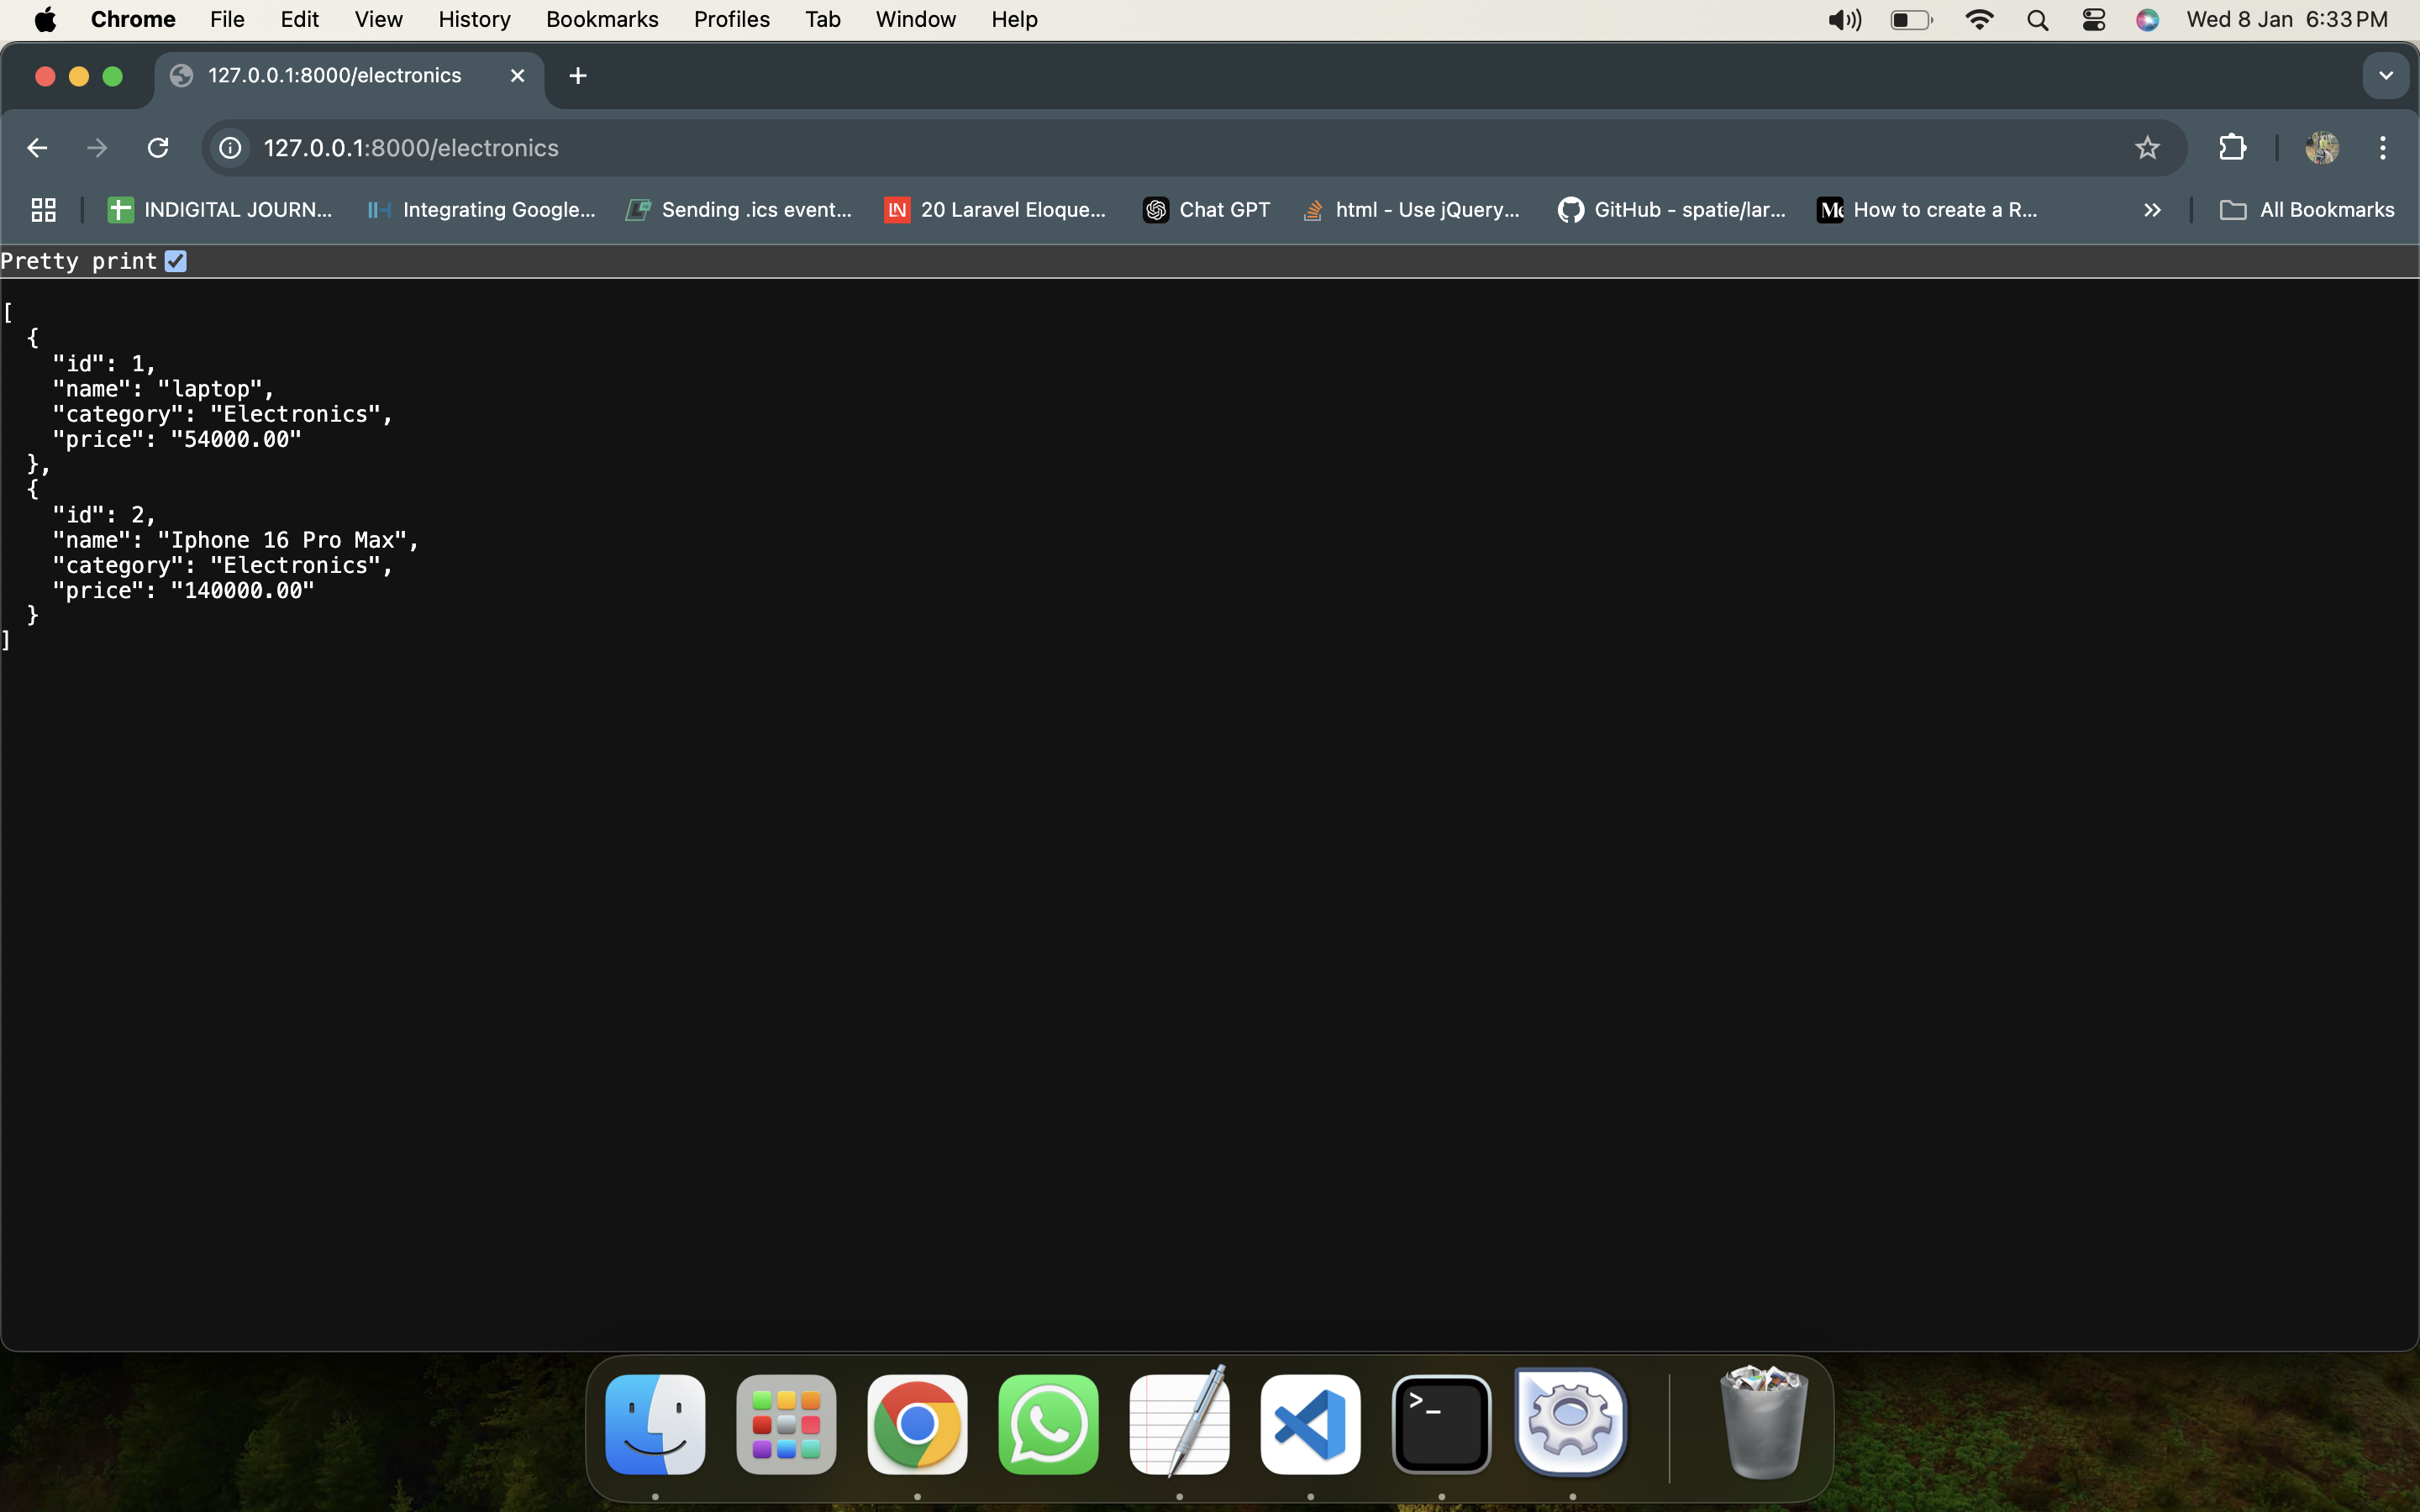 Chrome File Edit View History Bookmarks Profiles Tab Window Help Wed 8 Jan 6:33 PM
127.0.0.1:8000/electronics
127.0.0.1:8000/electronics
INDIGITAL JOURN... Integrating Google... Sending .ics event... LN 20 Laravel Eloque... Chat GPT html - Use jQuery... GitHub - spatie/lar... Me How to create a R... All Bookmarks
Pretty print
[
  {
    "id": 1,
    "name": "laptop",
    "category": "Electronics",
    "price": "54000.00"
  },
  {
    "id": 2,
    "name": "Iphone 16 Pro Max",
    "category": "Electronics",
    "price": "140000.00"
  }
]
>_